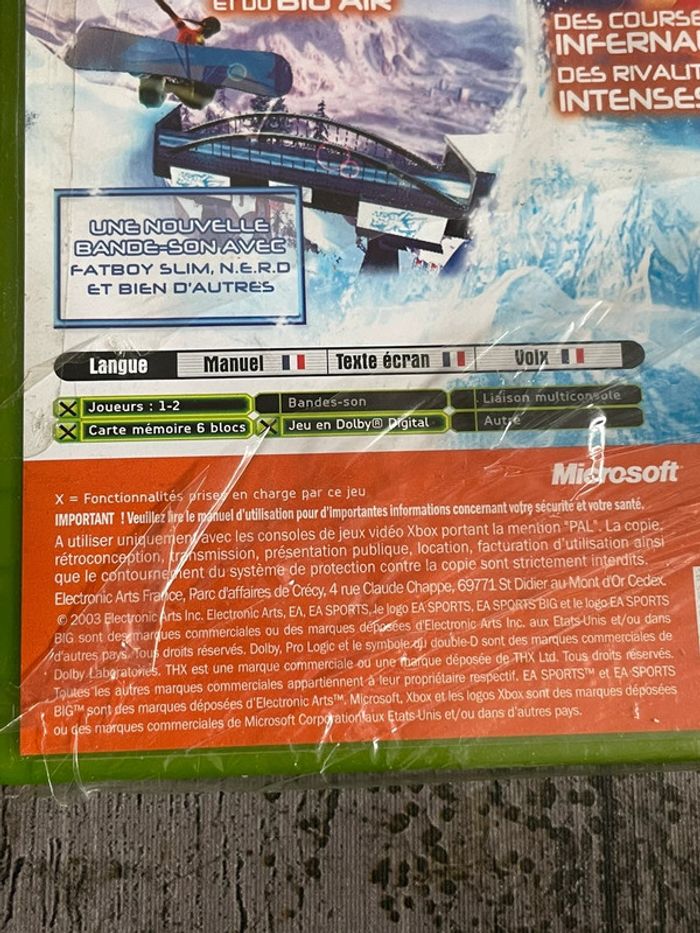 ET DU BIG AIR
DES COURSE
INFERNA
DES RIVALIT
INTENSES
UNE NOUVELLE
BANDE-SON AVEC
FATBOY SLIM, N.E.R.D
ET BIEN D'AUTRES
Langue Manuel Texte écran Voix
X Joueurs : 1-2 Bandes-son Liaison multiconsole
X Carte mémoire 6 blocs X Jeu en Dolby® Digital Autre
Microsoft
X = Fonctionnalités prises en charge par ce jeu
IMPORTANT ! Veuillez lire le manuel d'utilisation pour d'importantes informations concernant votre sécurité et votre santé.
A utiliser uniquement avec les consoles de jeux vidéo Xbox portant la mention "PAL". La copie,
rétroconception, transmission, présentation publique, location, facturation d'utilisation ainsi
que le contournement du système de protection contre la copie sont strictement interdits.
Electronic Arts France, Parc d'affaires de Crécy, 4 rue Claude Chappe, 69771 St Didier au Mont d'Or Cedex.
© 2003 Electronic Arts Inc. Electronic Arts, EA, EA SPORTS, le logo EA SPORTS, EA SPORTS BIG et le logo EA SPORTS
BIG sont des marques commerciales ou des marques déposées d'Electronic Arts Inc. aux Etats-Unis et/ou dans
d'autres pays. Tous droits réservés. Dolby, Pro Logic et le symbole du double-D sont des marques commerciales de
Dolby Laboratories. THX est une marque commerciale ou une marque déposée de THX Ltd. Tous droits réservés.
Toutes les autres marques commerciales appartiennent à leur propriétaire respectif. EA SPORTS™ et EA SPORTS
BIG™ sont des marques déposées d'Electronic Arts™. Microsoft, Xbox et les logos Xbox sont des marques déposées
ou des marques commerciales de Microsoft Corporation aux Etats-Unis et/ou dans d'autres pays.